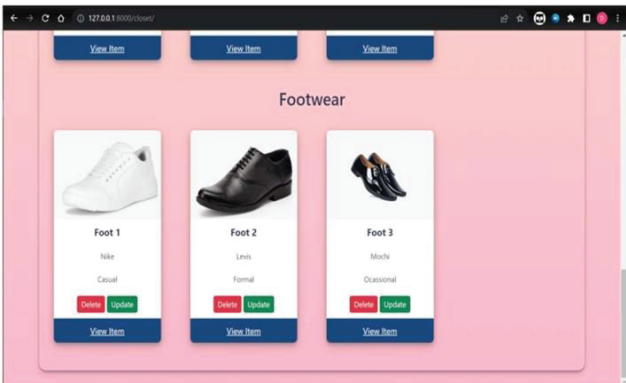 127.0.0.1:8000/closet/
View Item View Item View Item
Footwear
Foot 1 Foot 2 Foot 3
Nike Levis Mochi
Casual Formal Ocassional
Delete Update Delete Update Delete Update
View Item View Item View Item